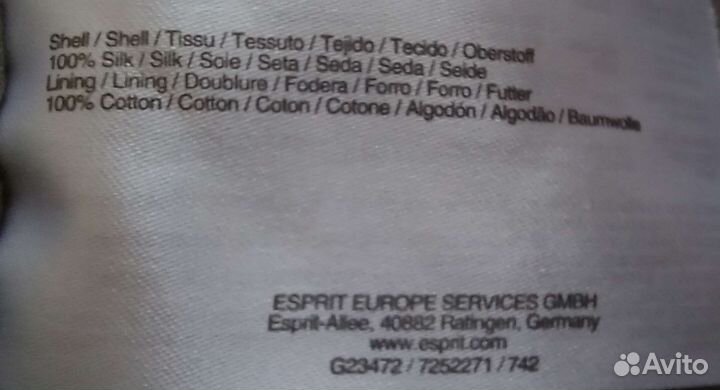 Shell / Shell / Tissu / Tessuto / Tejido / Tecido / Oberstoff
100% Silk / Silk / Soie / Seta / Seda / Seda / Seide
Lining / Lining / Doublure / Fodera / Forro / Forro / Futter
100% Cotton / Cotton / Coton / Cotone / Algodón / Algodão / Baumwolle
ESPRIT EUROPE SERVICES GMBH
Esprit-Allee, 40882 Ratingen, Germany
www.esprit.com
G23472 / 7252271 / 742
Avito